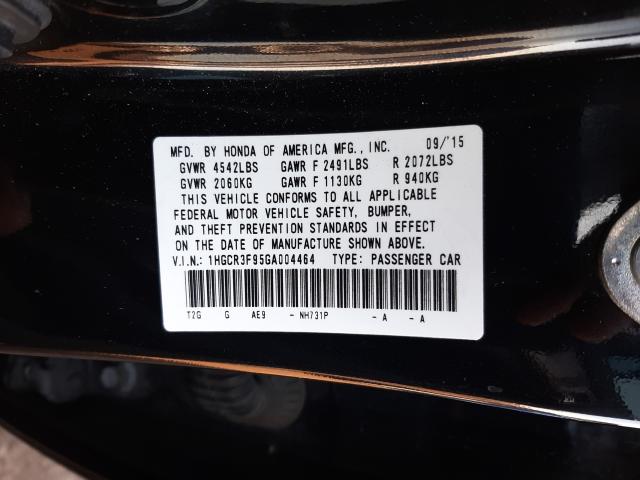 MFD. BY HONDA OF AMERICA MFG., INC. 09/'15
GVWR 4542LBS GAWR F 2491LBS R 2072LBS
GVWR 2060KG GAWR F 1130KG R 940KG
THIS VEHICLE CONFORMS TO ALL APPLICABLE
FEDERAL MOTOR VEHICLE SAFETY, BUMPER,
AND THEFT PREVENTION STANDARDS IN EFFECT
ON THE DATE OF MANUFACTURE SHOWN ABOVE.
V.I.N.: 1HGCR3F95GA004464 TYPE: PASSENGER CAR
T2G G AE9 - NH731P - A - A